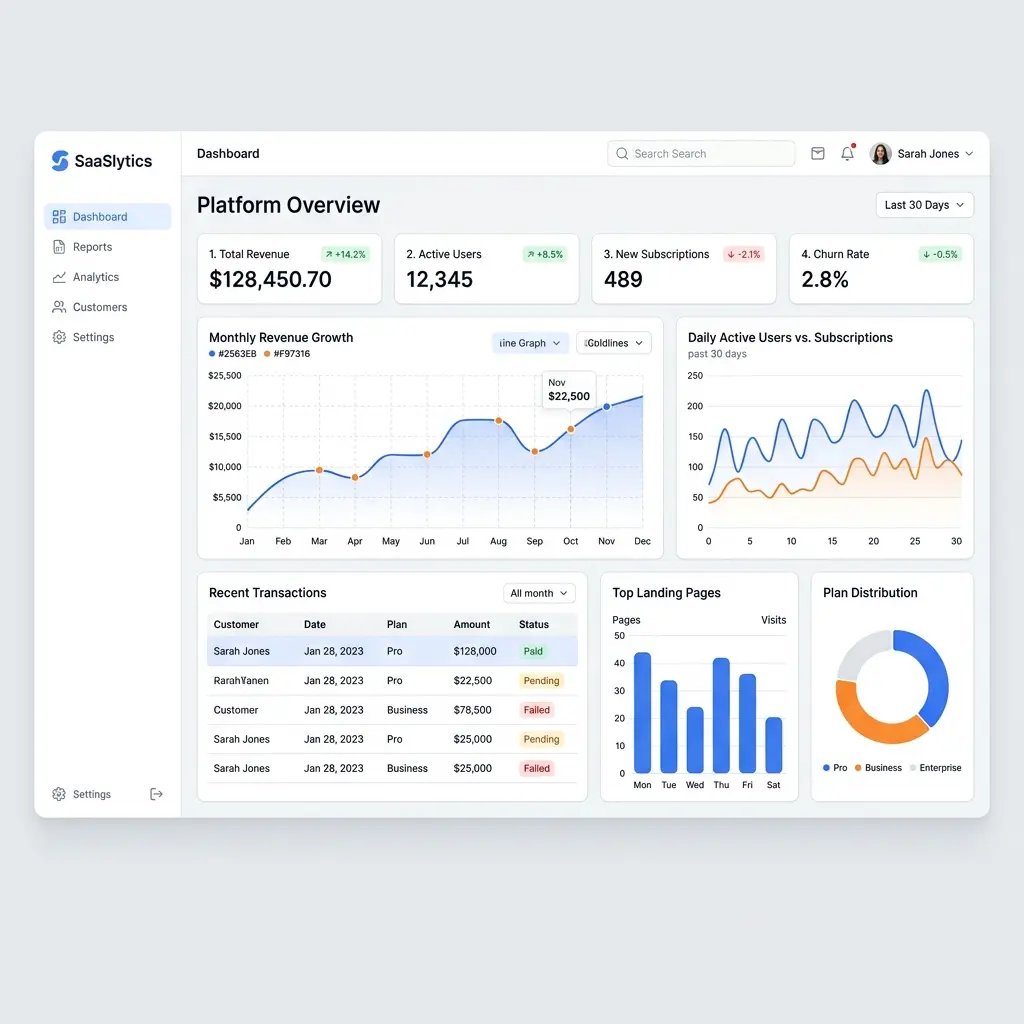 SaaSlytics
Dashboard
Reports
Analytics
Customers
Settings
Settings
Dashboard
Search Search
Sarah Jones
Platform Overview
Last 30 Days
1. Total Revenue
+14.2%
$128,450.70
2. Active Users
+8.5%
12,345
3. New Subscriptions
-2.1%
489
4. Churn Rate
-0.5%
2.8%
Monthly Revenue Growth
#2563EB #F97316
ine Graph
Goldlines
$25,500
$20,000
$15,500
$10,000
$5,500
0
Nov
$22,500
Jan Feb Mar Apr May Jun Jul Aug Sep Oct Nov Dec
Daily Active Users vs. Subscriptions
past 30 days
250
200
150
100
50
0
0 5 10 15 20 25 30
Recent Transactions
All month
Customer Date Plan Amount Status
Sarah Jones Jan 28, 2023 Pro $128,000 Pald
Jan 28, 2023 Pro $22,500 Pending
Customer Jan 28, 2023 Business $78,500 Failed
Sarah Jones Jan 28, 2023 Pro $25,000 Pending
Sarah Jones Jan 28, 2023 Business $25,000 Failed
Top Landing Pages
Pages Visits
50
40
30
20
10
0
Mon Tue Wed Thu Fri Sat
Plan Distribution
Pro Business Enterprise